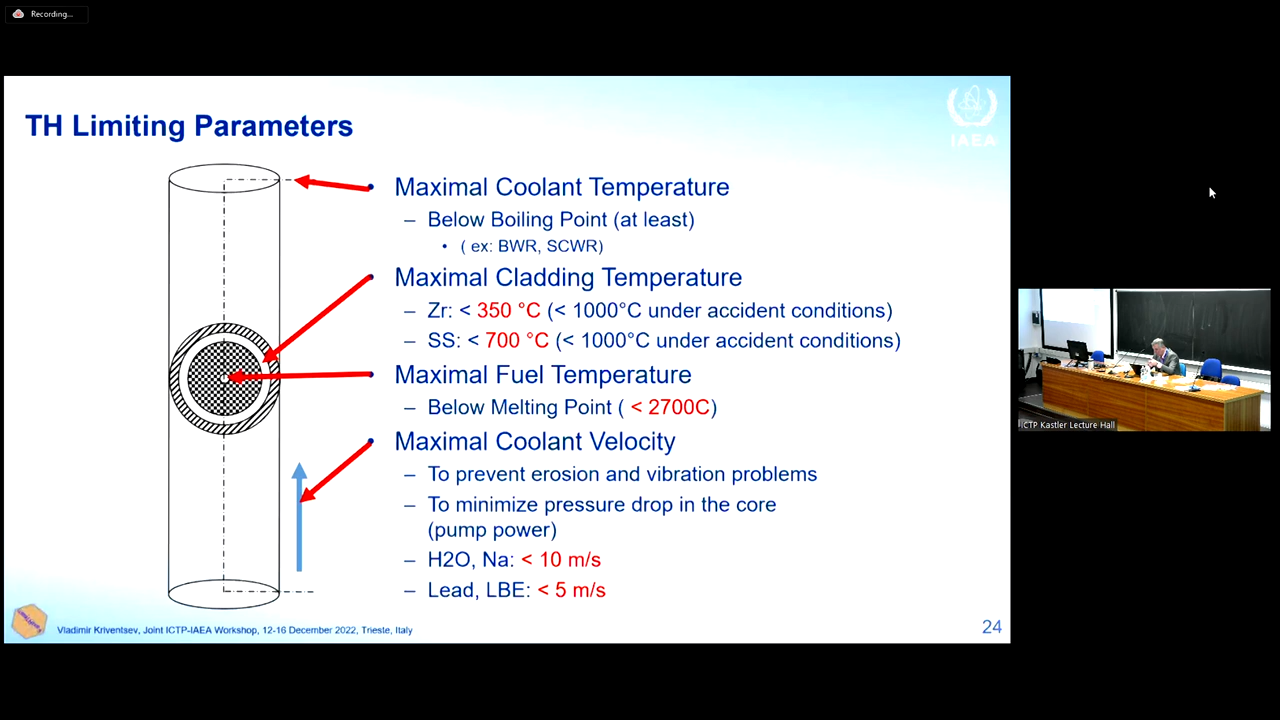 Recording...
TH Limiting Parameters
IAEA
• Maximal Coolant Temperature
– Below Boiling Point (at least)
• ( ex: BWR, SCWR)
• Maximal Cladding Temperature
– Zr: < 350 °C (< 1000°C under accident conditions)
– SS: < 700 °C (< 1000°C under accident conditions)
• Maximal Fuel Temperature
– Below Melting Point ( < 2700C)
• Maximal Coolant Velocity
– To prevent erosion and vibration problems
– To minimize pressure drop in the core
(pump power)
– H2O, Na: < 10 m/s
– Lead, LBE: < 5 m/s
Vladimir Kriventsev, Joint ICTP-IAEA Workshop, 12-16 December 2022, Trieste, Italy
24
ICTP Kastler Lecture Hall